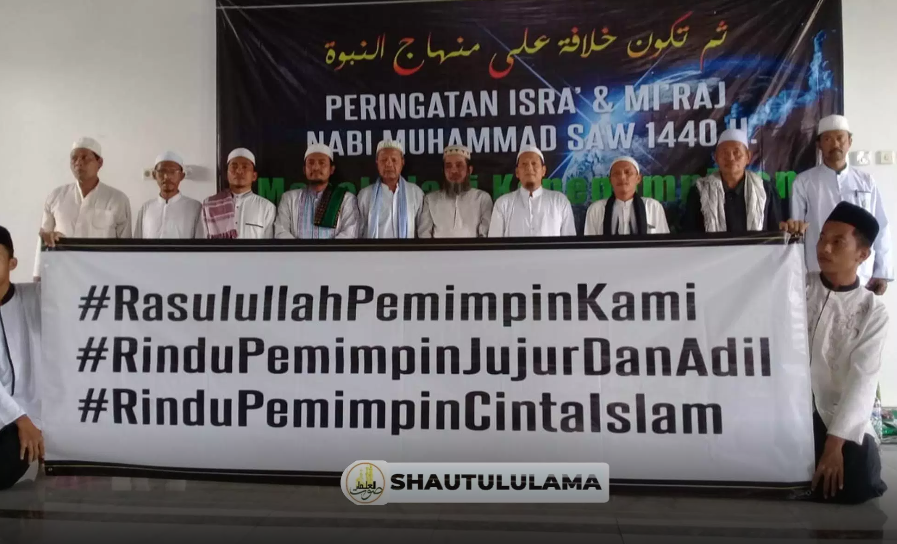 ثم تكون خلافة على منهاج النبوة
PERINGATAN ISRA' & MI'RAJ
NABI MUHAMMAD SAW 1440 H.
#RasulullahPemimpinKami
#RinduPemimpinJujurDanAdil
#RinduPemimpinCintaIslam
SHAUTULULAMA